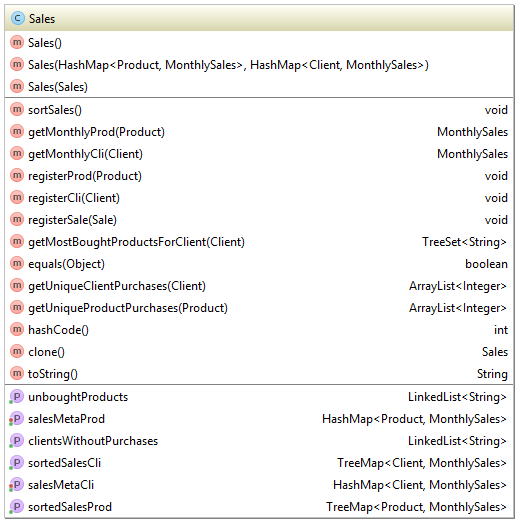 C Sales
m Sales()
m Sales(HashMap<Product, MonthlySales>, HashMap<Client, MonthlySales>)
m Sales(Sales)
m sortSales() void
m getMonthlyProd(Product) MonthlySales
m getMonthlyCli(Client) MonthlySales
m registerProd(Product) void
m registerCli(Client) void
m registerSale(Sale) void
m getMostBoughtProductsForClient(Client) TreeSet<String>
m equals(Object) boolean
m getUniqueClientPurchases(Client) ArrayList<Integer>
m getUniqueProductPurchases(Product) ArrayList<Integer>
m hashCode() int
m clone() Sales
m toString() String
P unboughtProducts LinkedList<String>
P salesMetaProd HashMap<Product, MonthlySales>
P clientsWithoutPurchases LinkedList<String>
P sortedSalesCli TreeMap<Client, MonthlySales>
P salesMetaCli HashMap<Client, MonthlySales>
P sortedSalesProd TreeMap<Product, MonthlySales>